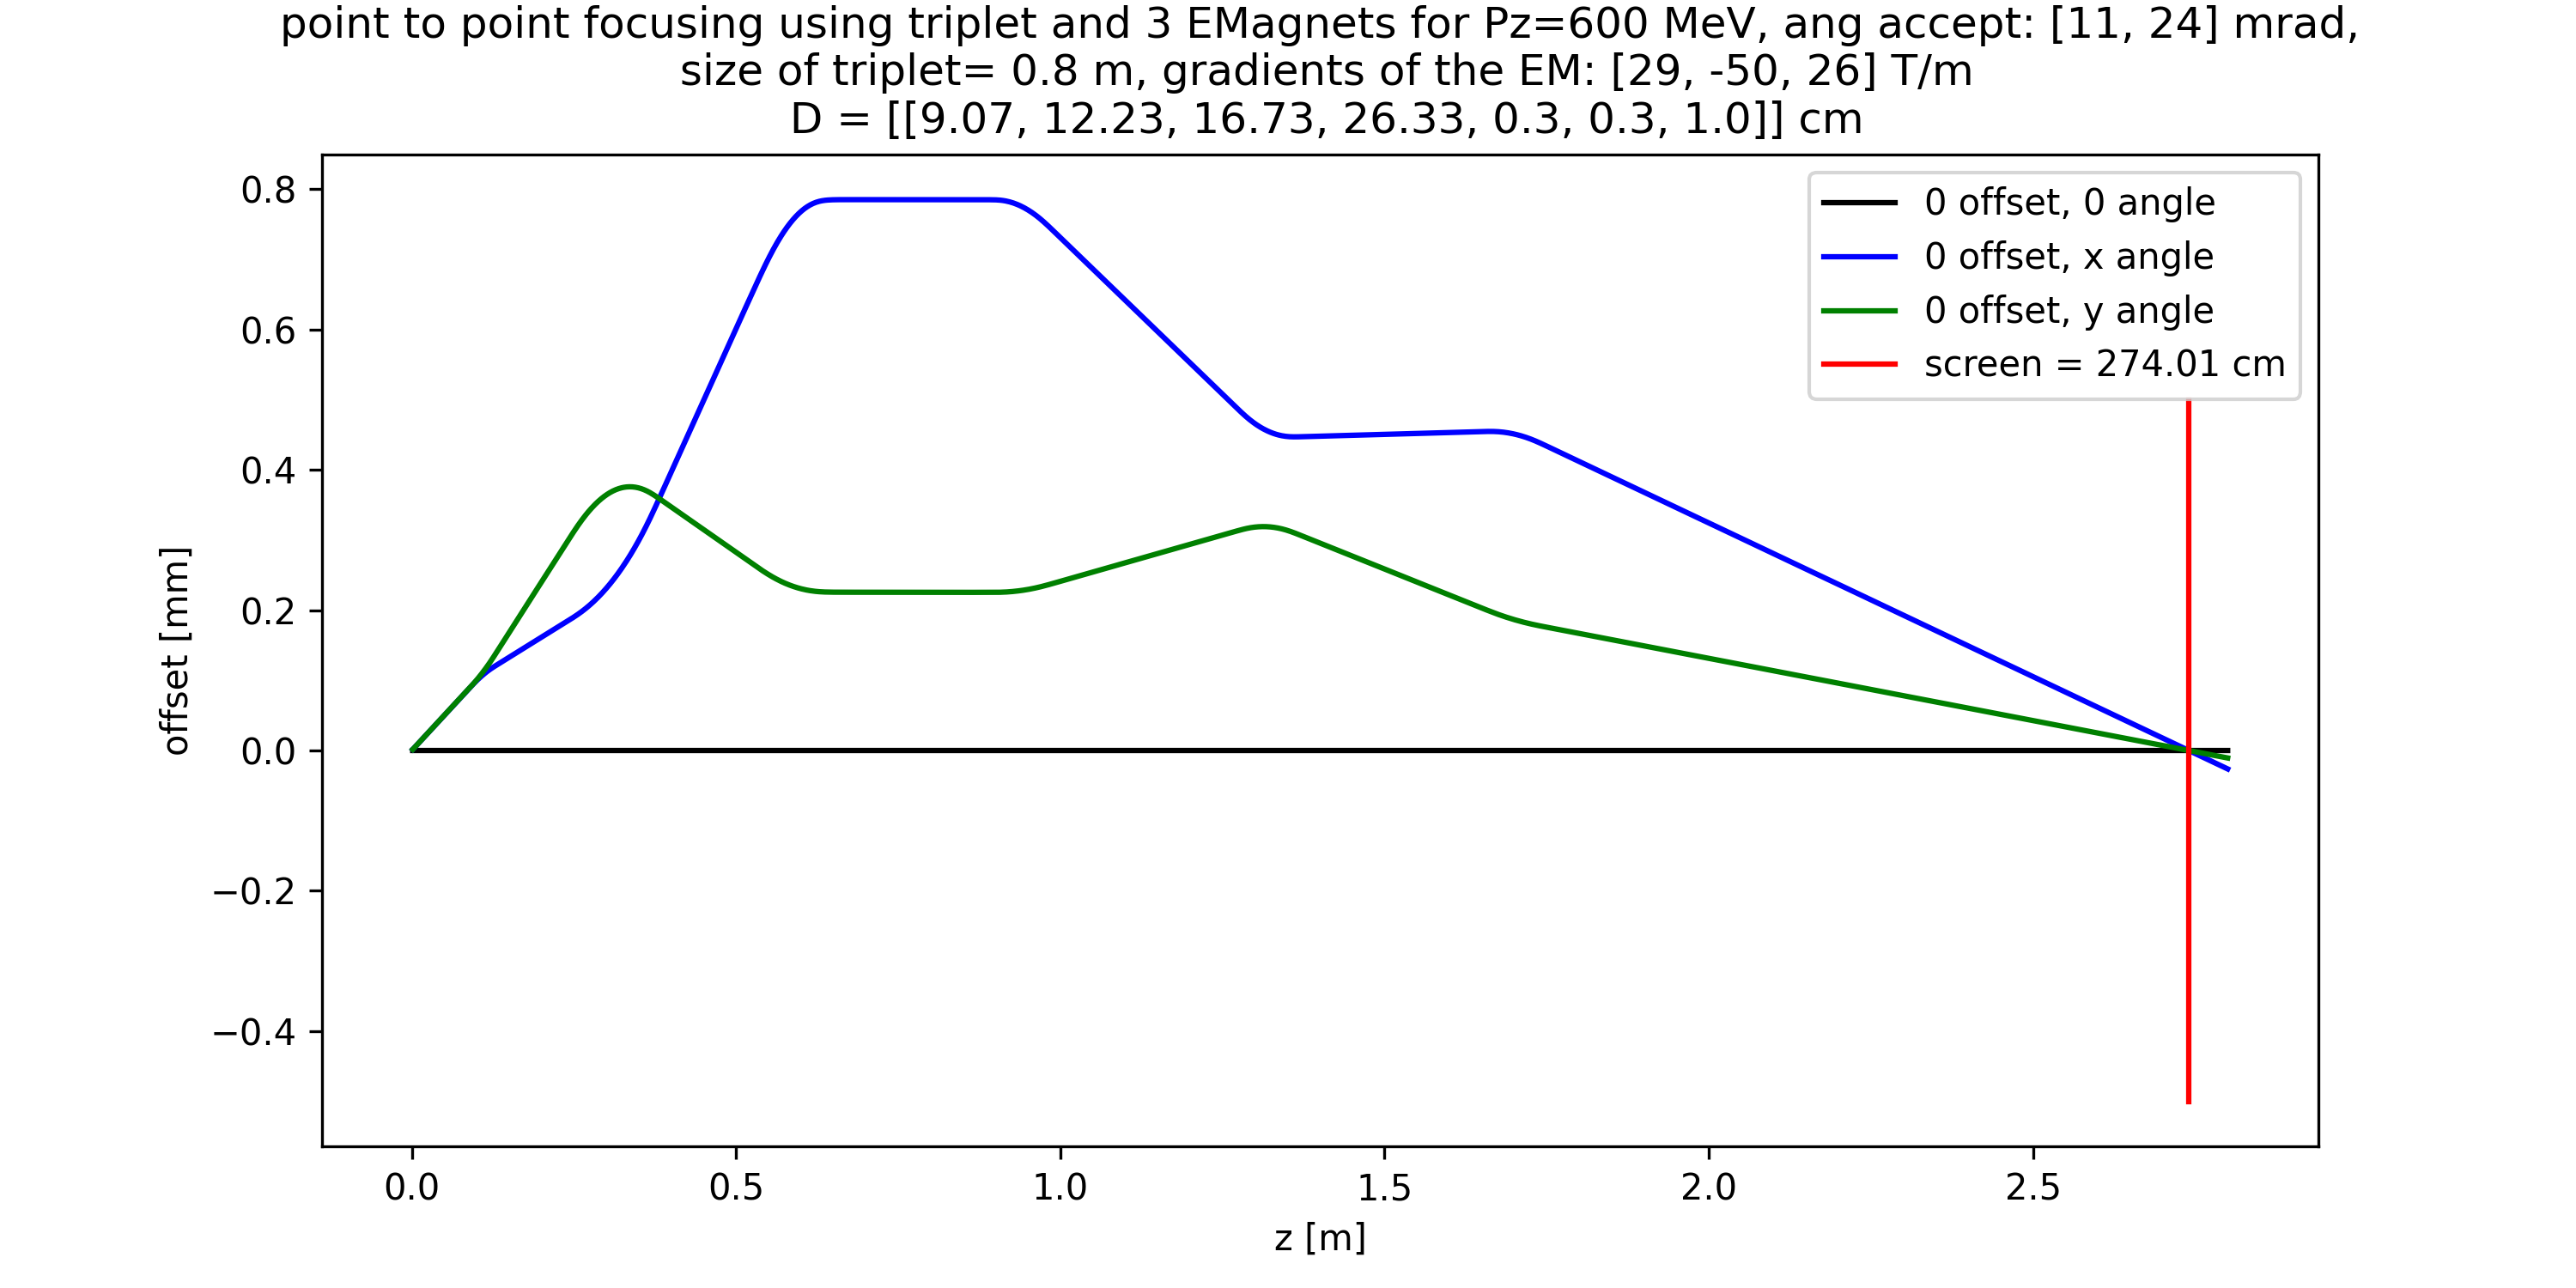 point to point focusing using triplet and 3 EMagnets for Pz=600 MeV, ang accept: [11, 24] mrad,
size of triplet= 0.8 m, gradients of the EM: [29, -50, 26] T/m
D = [[9.07, 12.23, 16.73, 26.33, 0.3, 0.3, 1.0]] cm
0 offset, 0 angle
0 offset, x angle
0 offset, y angle
screen = 274.01 cm
offset [mm]
0.8
0.6
0.4
0.2
0.0
−0.2
−0.4
0.0 0.5 1.0 1.5 2.0 2.5
z [m]